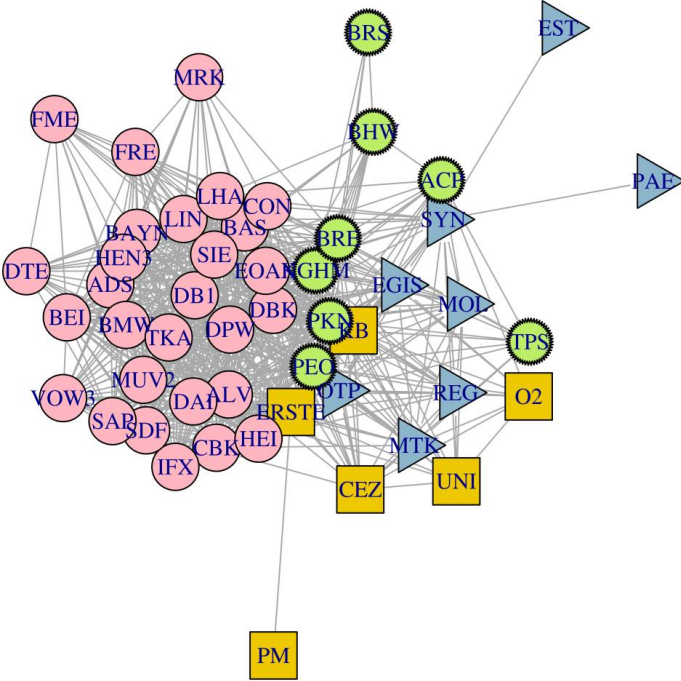 BRS
EST
MRK
FME
BHW
FRE
ACP
PAE
LHA
CON
LIN
SYN
BAS
BAYN
BRE
SIE
HEN3
DTE
EOAN
KGHM
ADS
EGIS
DB1
MOL
DBK
BEI
BMW
PKN
KB
DPW
TKA
TPS
PEO
MUV2
OTP
REG
O2
VOW3
DAI
ALV
ERSTE
SAP
SDF
HEI
CBK
MTK
IFX
CEZ
UNI
PM